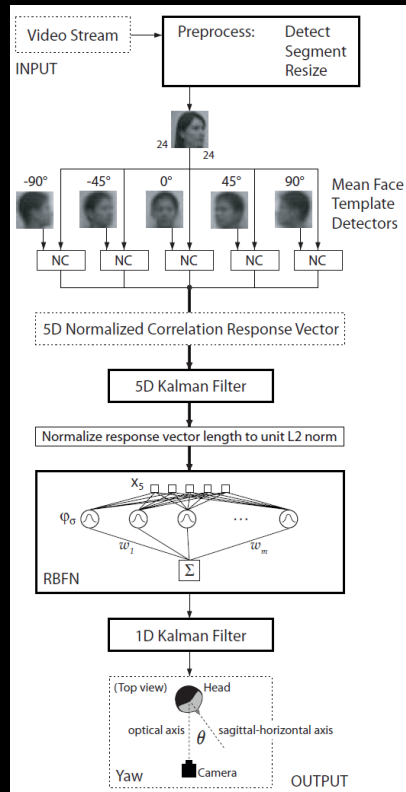 Video Stream
INPUT
Preprocess: Detect
Segment
Resize
24
24
-90° -45° 0° 45° 90°
Mean Face
Template
Detectors
NC NC NC NC NC
5D Normalized Correlation Response Vector
5D Kalman Filter
Normalize response vector length to unit L2 norm
x₅
φσ
...
w₁ wₘ
Σ
RBFN
1D Kalman Filter
(Top view) Head
optical axis sagittal-horizontal axis
θ
Camera
Yaw OUTPUT